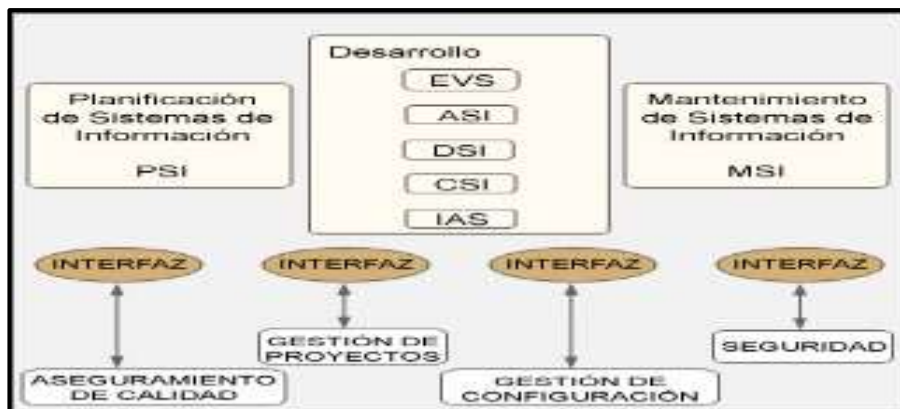 Desarrollo
EVS
ASI
DSI
CSI
IAS
Planificación
de Sistemas de
Información
PSI
Mantenimiento
de Sistemas de
Información
MSI
INTERFAZ
INTERFAZ
INTERFAZ
INTERFAZ
ASEGURAMIENTO
DE CALIDAD
GESTIÓN DE
PROYECTOS
GESTIÓN DE
CONFIGURACIÓN
SEGURIDAD